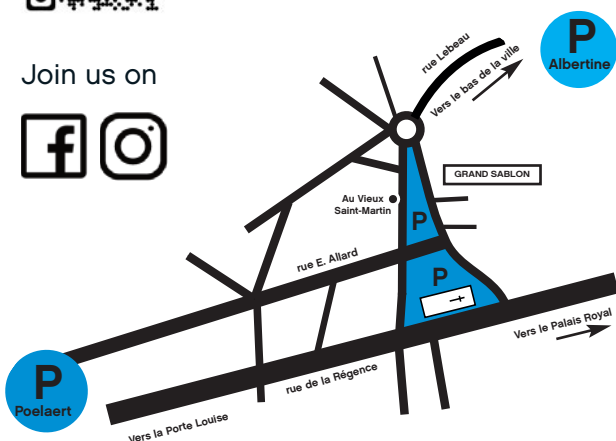 Join us on
rue Lebeau
Vers le bas de la ville
P
Albertine
GRAND SABLON
Au Vieux
Saint-Martin
P
rue E. Allard
P
Vers le Palais Royal
rue de la Régence
P
Poelaert
Vers la Porte Louise